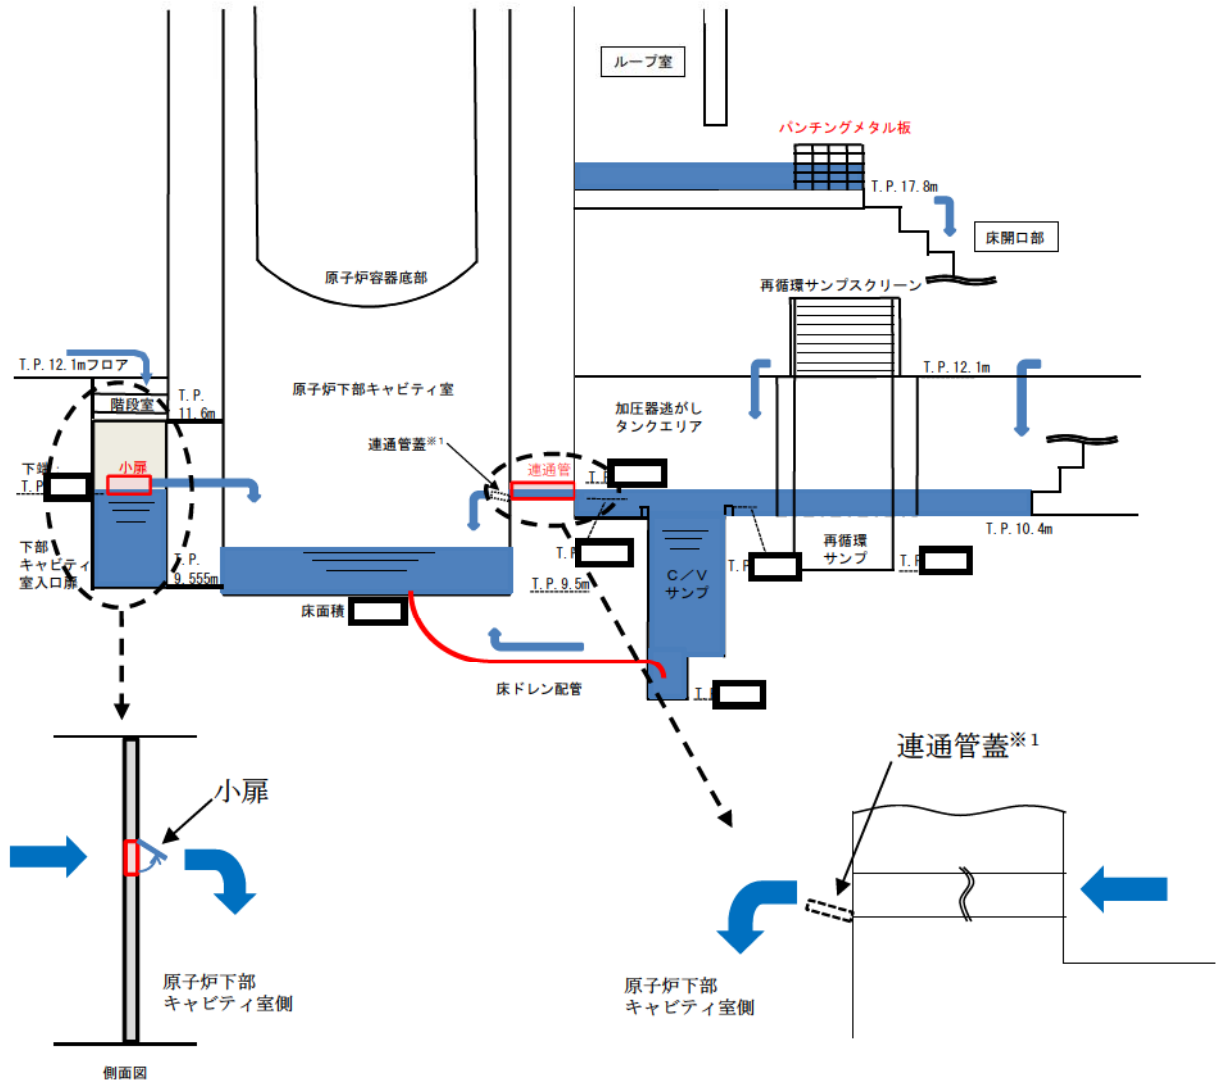 ループ室
パンチングメタル板
T.P.17.8m
床開口部
原子炉容器底部
再循環サンプスクリーン
T.P.12.1mフロア
T.P.12.1m
階段室
T.P.
11.6m
原子炉下部キャビティ室
加圧器逃がし
タンクエリア
連通管蓋※1
連通管
小扉
下端
T.P
T.P
T.P.10.4m
下部
キャビティ
室入口扉
T.P.
9.555m
T.P
T.P.9.5m
C/V
サンプ
T.P
再循環
サンプ
T.P
床面積
床ドレン配管
T.P
連通管蓋※1
小扉
原子炉下部
キャビティ室側
原子炉下部
キャビティ室側
側面図